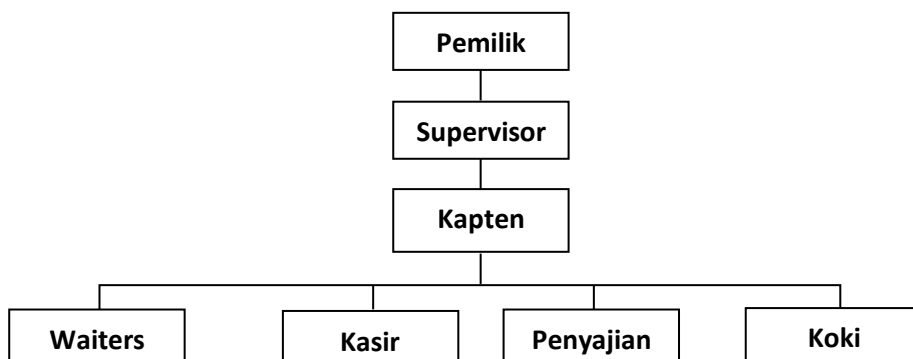 Pemilik
Supervisor
Kapten
Waiters
Kasir
Penyajian
Koki